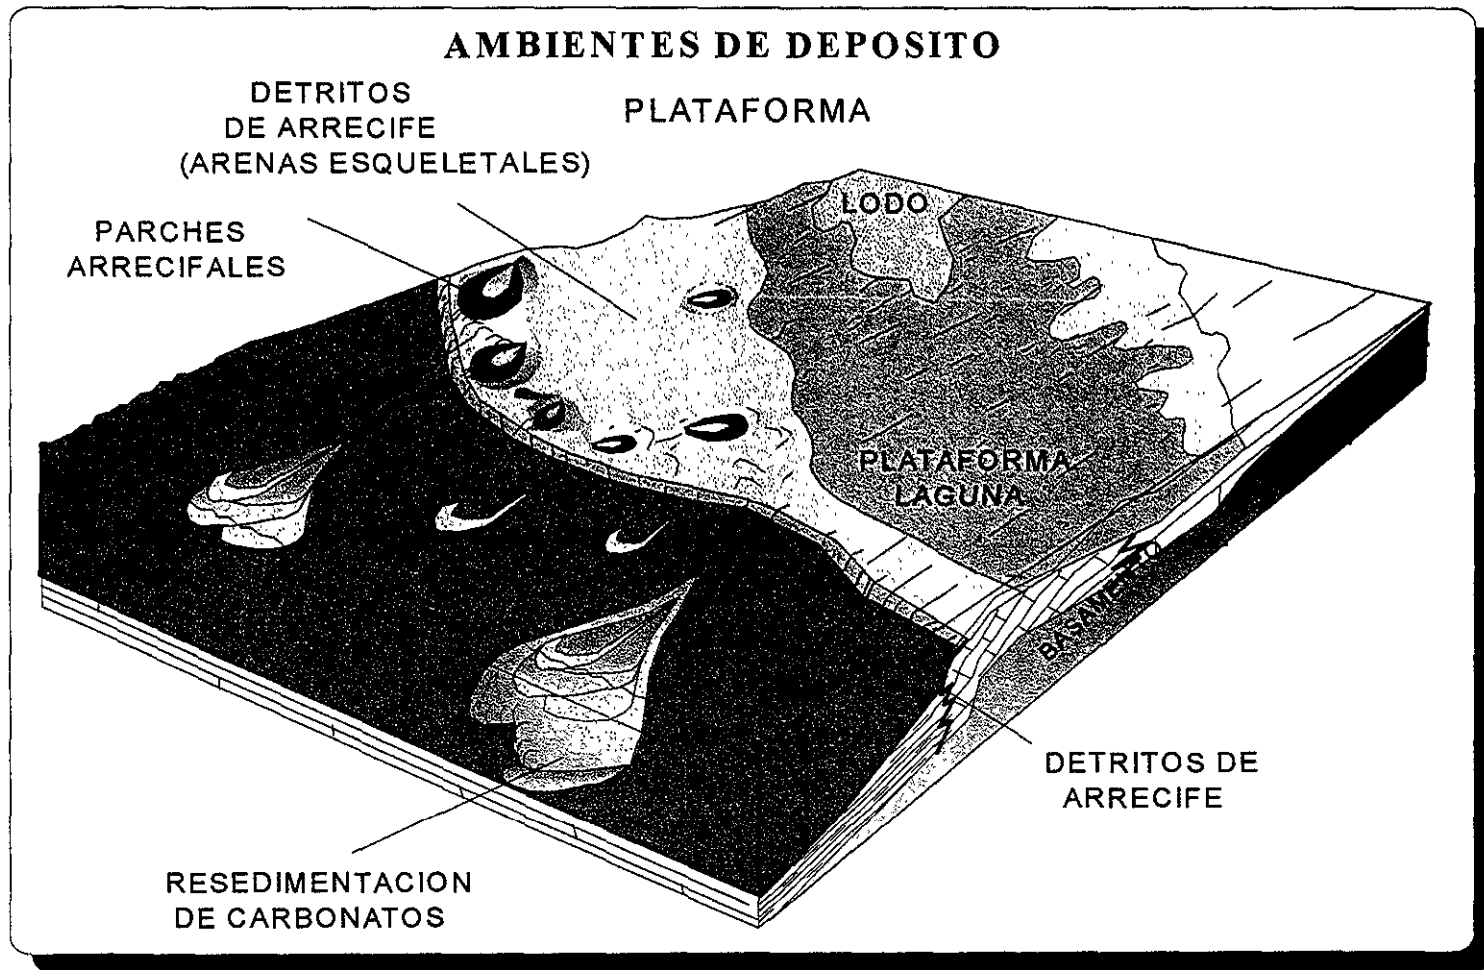 AMBIENTES DE DEPOSITO
DETRITOS
DE ARRECIFE
(ARENAS ESQUELETALES)
PLATAFORMA
PARCHES
ARRECIFALES
LODO
PLATAFORMA
LAGUNA
BASAMENTO
DETRITOS DE
ARRECIFE
RESEDIMENTACION
DE CARBONATOS